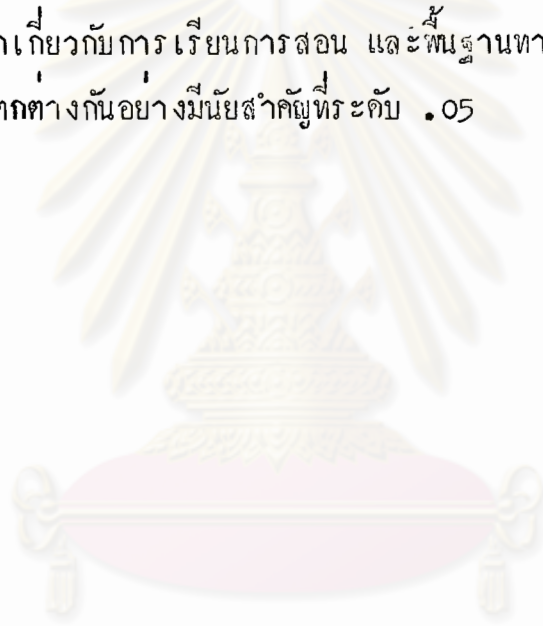 เกี่ยวกับการเรียนการสอน และพื้นฐานทา
แตกต่างกันอย่างมีนัยสำคัญที่ระดับ .05